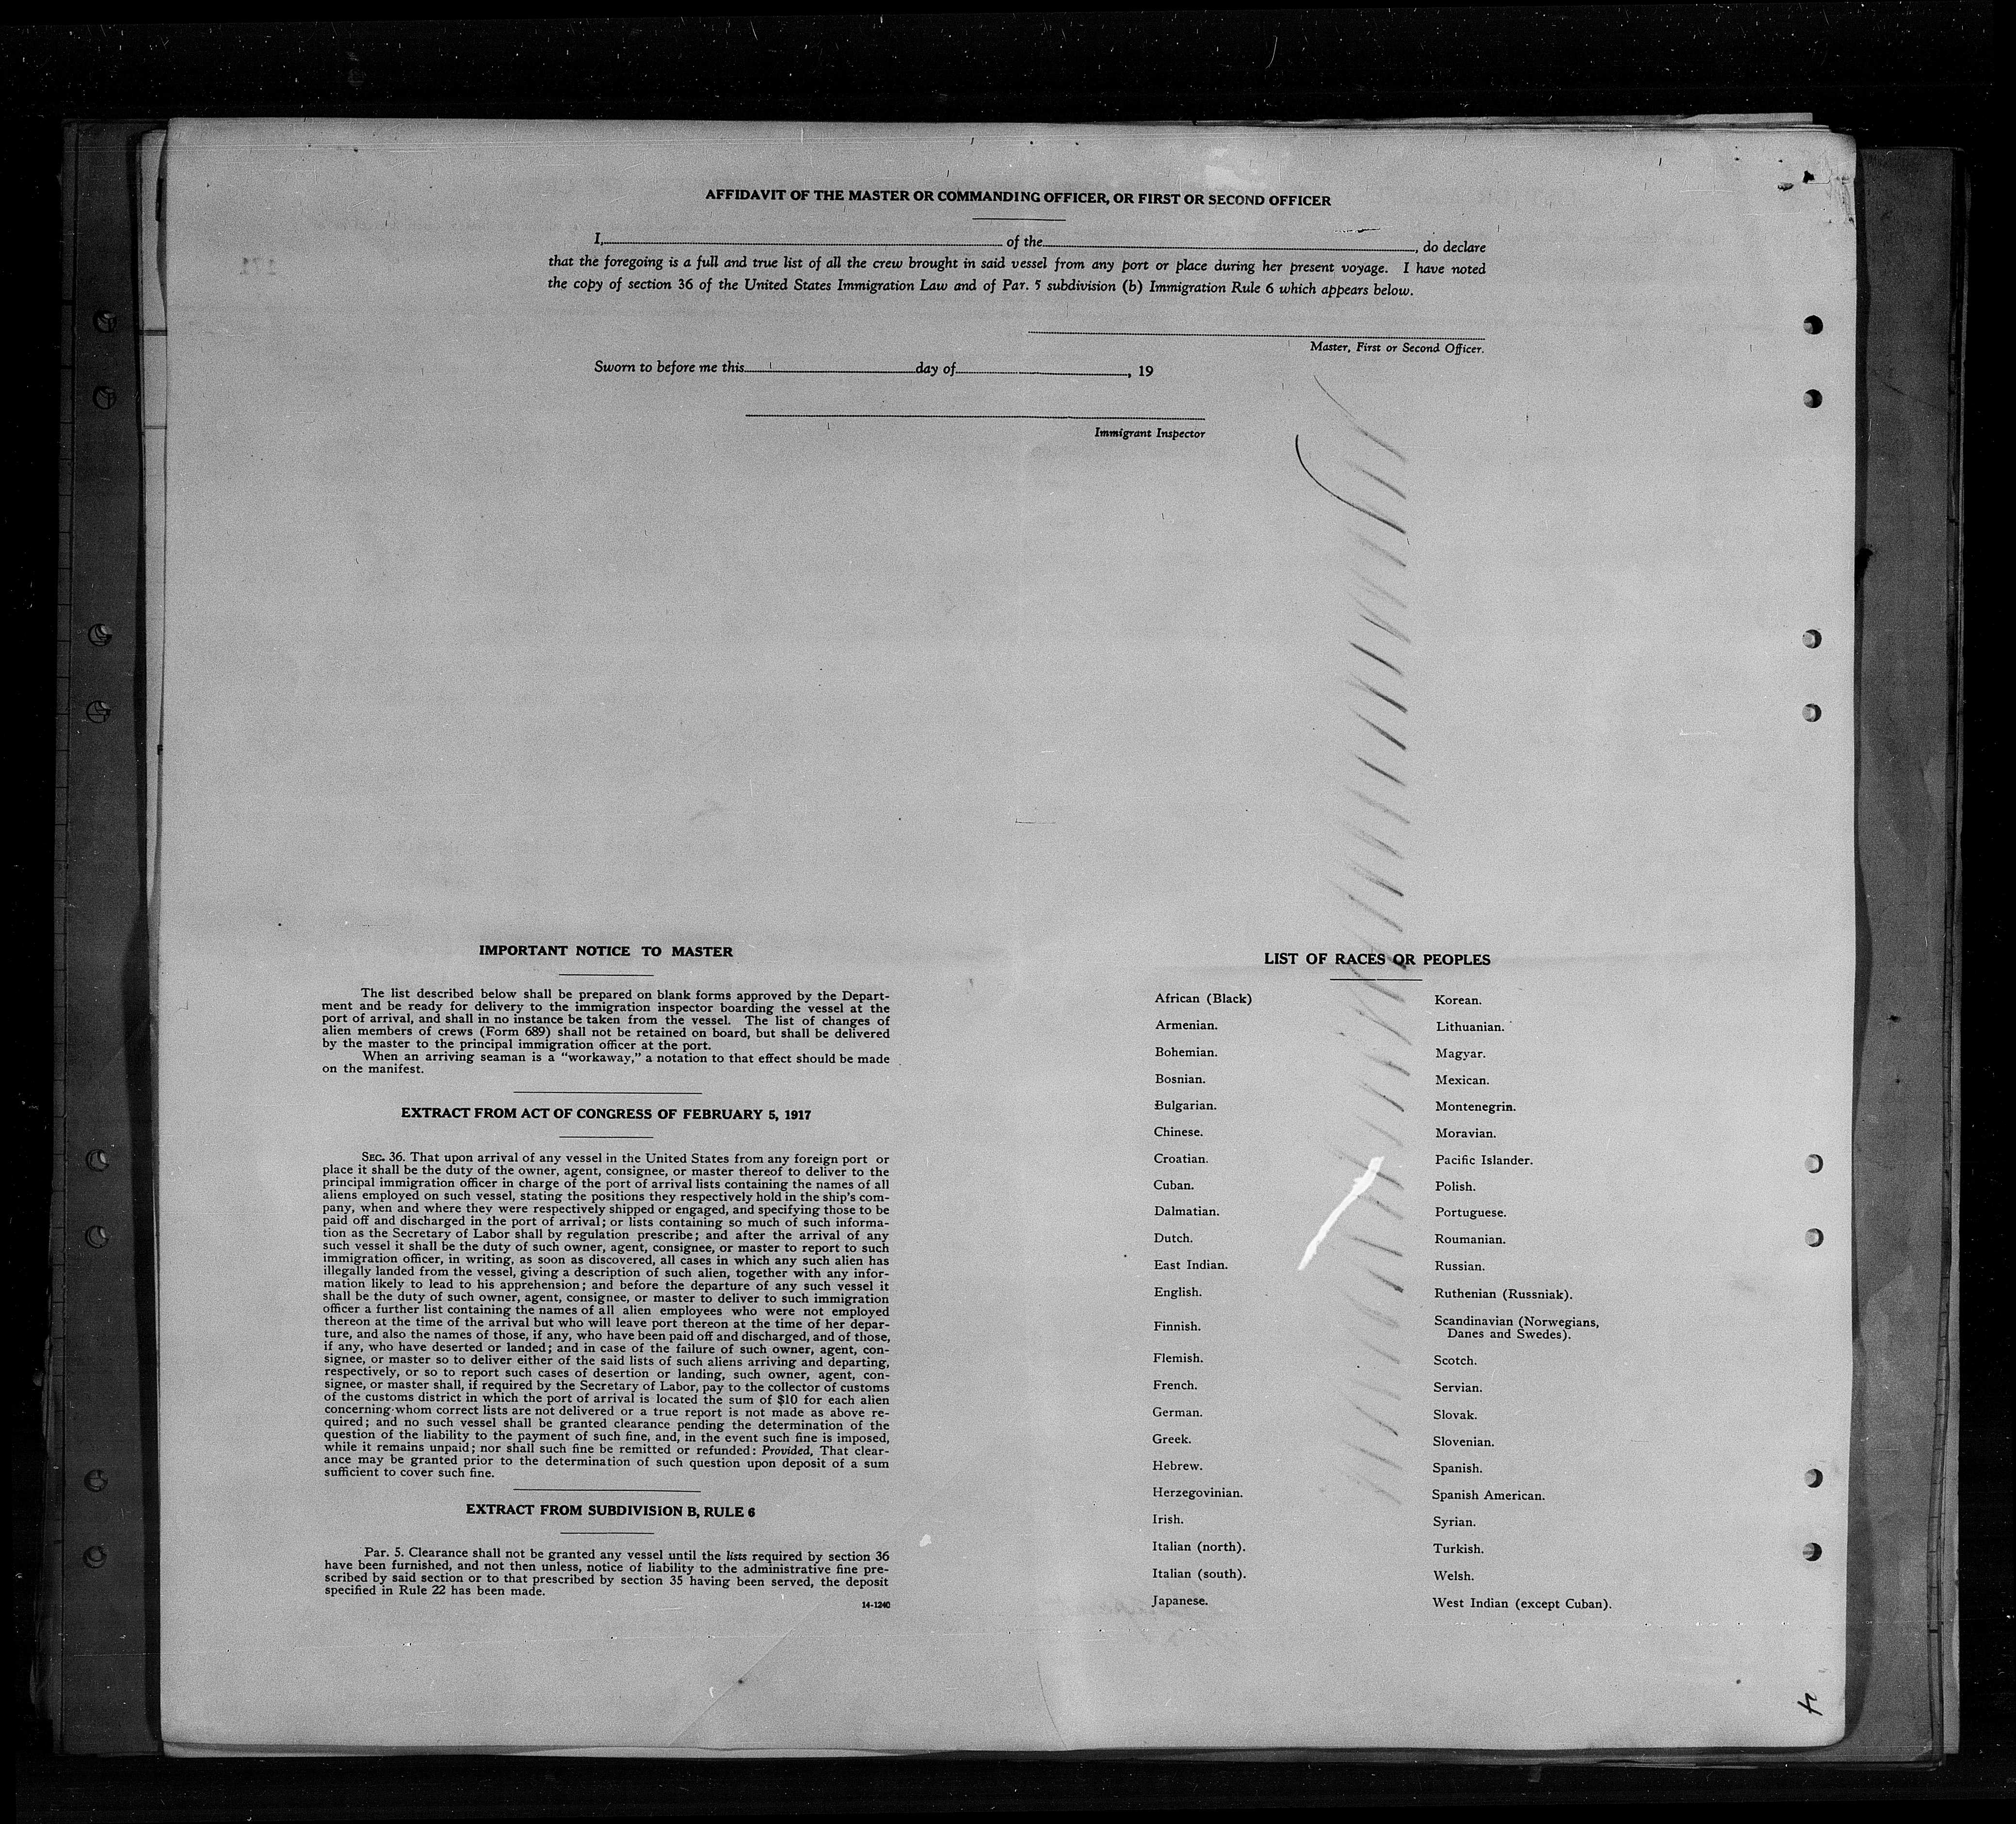 AFFIDAVIT OF THE MASTER OR COMMANDING OFFICER, OR FIRST OR SECOND OFFICER
I, of the , do declare
that the foregoing is a full and true list of all the crew brought in said vessel from any port or place during her present voyage. I have noted
the copy of section 36 of the United States Immigration Law and of Par. 5 subdivision (b) Immigration Rule 6 which appears below.
Master, First or Second Officer.
Sworn to before me this day of , 19
Immigrant Inspector
IMPORTANT NOTICE TO MASTER
The list described below shall be prepared on blank forms approved by the Depart-
ment and be ready for delivery to the immigration inspector boarding the vessel at the
port of arrival, and shall in no instance be taken from the vessel. The list of changes of
alien members of crews (Form 689) shall not be retained on board, but shall be delivered
by the master to the principal immigration officer at the port.
When an arriving seaman is a "workaway," a notation to that effect should be made
on the manifest.
EXTRACT FROM ACT OF CONGRESS OF FEBRUARY 5, 1917
SEC. 36. That upon arrival of any vessel in the United States from any foreign port or
place it shall be the duty of the owner, agent, consignee, or master thereof to deliver to the
principal immigration officer in charge of the port of arrival lists containing the names of all
aliens employed on such vessel, stating the positions they respectively hold in the ship's com-
pany, when and where they were respectively shipped or engaged, and specifying those to be
paid off and discharged in the port of arrival; or lists containing so much of such informa-
tion as the Secretary of Labor shall by regulation prescribe; and after the arrival of any
such vessel it shall be the duty of such owner, agent, consignee, or master to report to such
immigration officer, in writing, as soon as discovered, all cases in which any such alien has
illegally landed from the vessel, giving a description of such alien, together with any infor-
mation likely to lead to his apprehension; and before the departure of any such vessel it
shall be the duty of such owner, agent, consignee, or master to deliver to such immigration
officer a further list containing the names of all alien employees who were not employed
thereon at the time of the arrival but who will leave port thereon at the time of her depar-
ture, and also the names of those, if any, who have been paid off and discharged, and of those,
if any, who have deserted or landed; and in case of the failure of such owner, agent, con-
signee, or master so to deliver either of the said lists of such aliens arriving and departing,
respectively, or so to report such cases of desertion or landing, such owner, agent, con-
signee, or master shall, if required by the Secretary of Labor, pay to the collector of customs
of the customs district in which the port of arrival is located the sum of $10 for each alien
concerning whom correct lists are not delivered or a true report is not made as above re-
quired; and no such vessel shall be granted clearance pending the determination of the
question of the liability to the payment of such fine, and, in the event such fine is imposed,
while it remains unpaid; nor shall such fine be remitted or refunded: Provided, That clear-
ance may be granted prior to the determination of such question upon deposit of a sum
sufficient to cover such fine.
EXTRACT FROM SUBDIVISION B, RULE 6
Par. 5. Clearance shall not be granted any vessel until the lists required by section 36
have been furnished, and not then unless, notice of liability to the administrative fine pre-
scribed by said section or to that prescribed by section 35 having been served, the deposit
specified in Rule 22 has been made.
14-1240
LIST OF RACES OR PEOPLES
African (Black)
Armenian.
Bohemian.
Bosnian.
Bulgarian.
Chinese.
Croatian.
Cuban.
Dalmatian.
Dutch.
East Indian.
English.
Finnish.
Flemish.
French.
German.
Greek.
Hebrew.
Herzegovinian.
Irish.
Italian (north).
Italian (south).
Japanese.
Korean.
Lithuanian.
Magyar.
Mexican.
Montenegrin.
Moravian.
Pacific Islander.
Polish.
Portuguese.
Roumanian.
Russian.
Ruthenian (Russniak).
Scandinavian (Norwegians,
Danes and Swedes).
Scotch.
Servian.
Slovak.
Slovenian.
Spanish.
Spanish American.
Syrian.
Turkish.
Welsh.
West Indian (except Cuban).
4